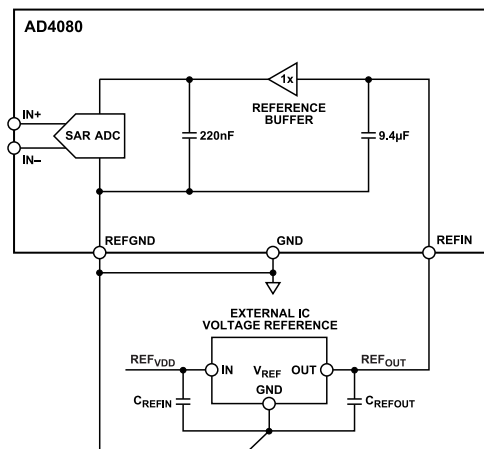 AD4080
1x
REFERENCE
BUFFER
IN+
IN–
SAR ADC
220nF
9.4µF
REFGND
GND
REFIN
EXTERNAL IC
VOLTAGE REFERENCE
REFVDD
IN
VREF
OUT
REFOUT
GND
CREFIN
CREFOUT